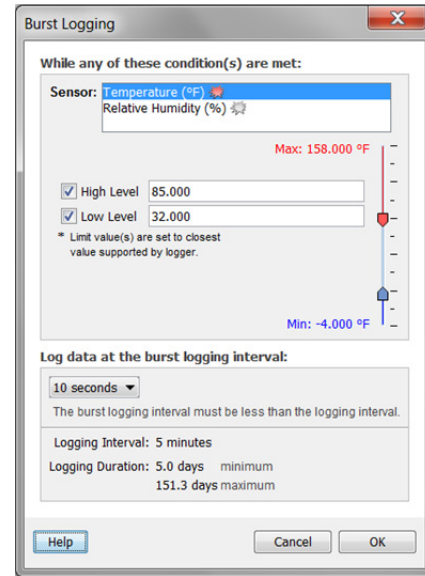 Burst Logging
While any of these condition(s) are met:
Sensor: Temperature (°F)
Relative Humidity (%)
Max: 158.000 °F
High Level 85.000
Low Level 32.000
* Limit value(s) are set to closest
value supported by logger.
Min: -4.000 °F
Log data at the burst logging interval:
10 seconds
The burst logging interval must be less than the logging interval.
Logging Interval: 5 minutes
Logging Duration: 5.0 days minimum
151.3 days maximum
Help Cancel OK